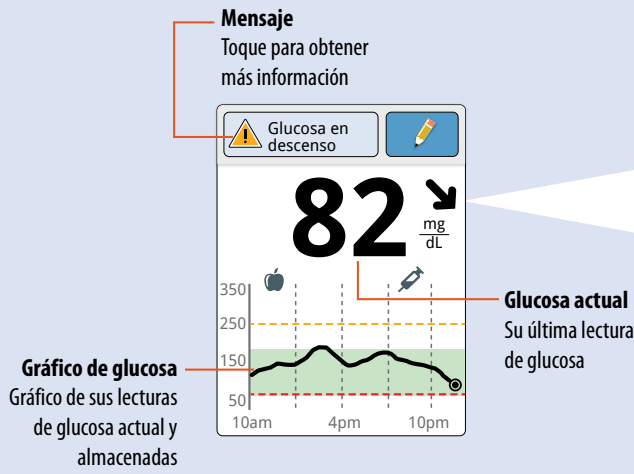 Mensaje
Toque para obtener
más información
Glucosa en
descenso
82
mg
dL
350
250
150
50
10am 4pm 10pm
Glucosa actual
Su última lectura
de glucosa
Gráfico de glucosa
Gráfico de sus lecturas
de glucosa actual y
almacenadas